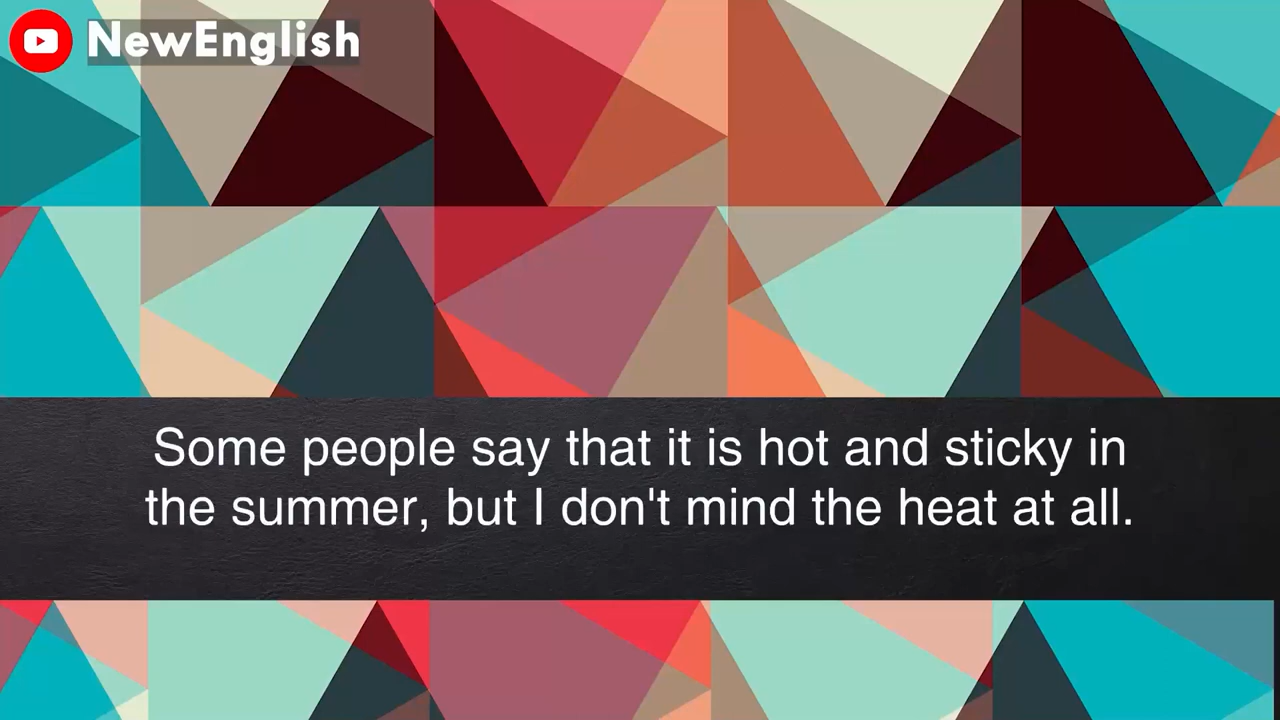 NewEnglish
Some people say that it is hot and sticky in
the summer, but I don't mind the heat at all.